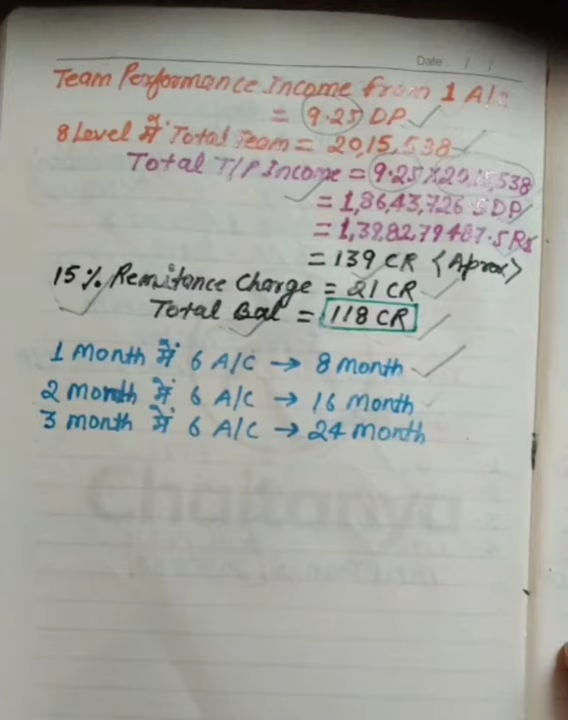 Date : / /
Team Performance Income from 1 A/c
= 9.25 DP
8 Level में Total Team = 20,15,538
Total T/P Income = 9.25 X 20,15,538
= 1,86,43,726.5 DP
= 1,39,82,79487.5 RS
= 139 CR {Aprox}
15% Remitance Charge = 21 CR
Total Bal = 118 CR
1 Month में 6 A/C → 8 month
2 month में 6 A/C → 16 Month
3 month में 6 A/C → 24 Month
Chaitanya